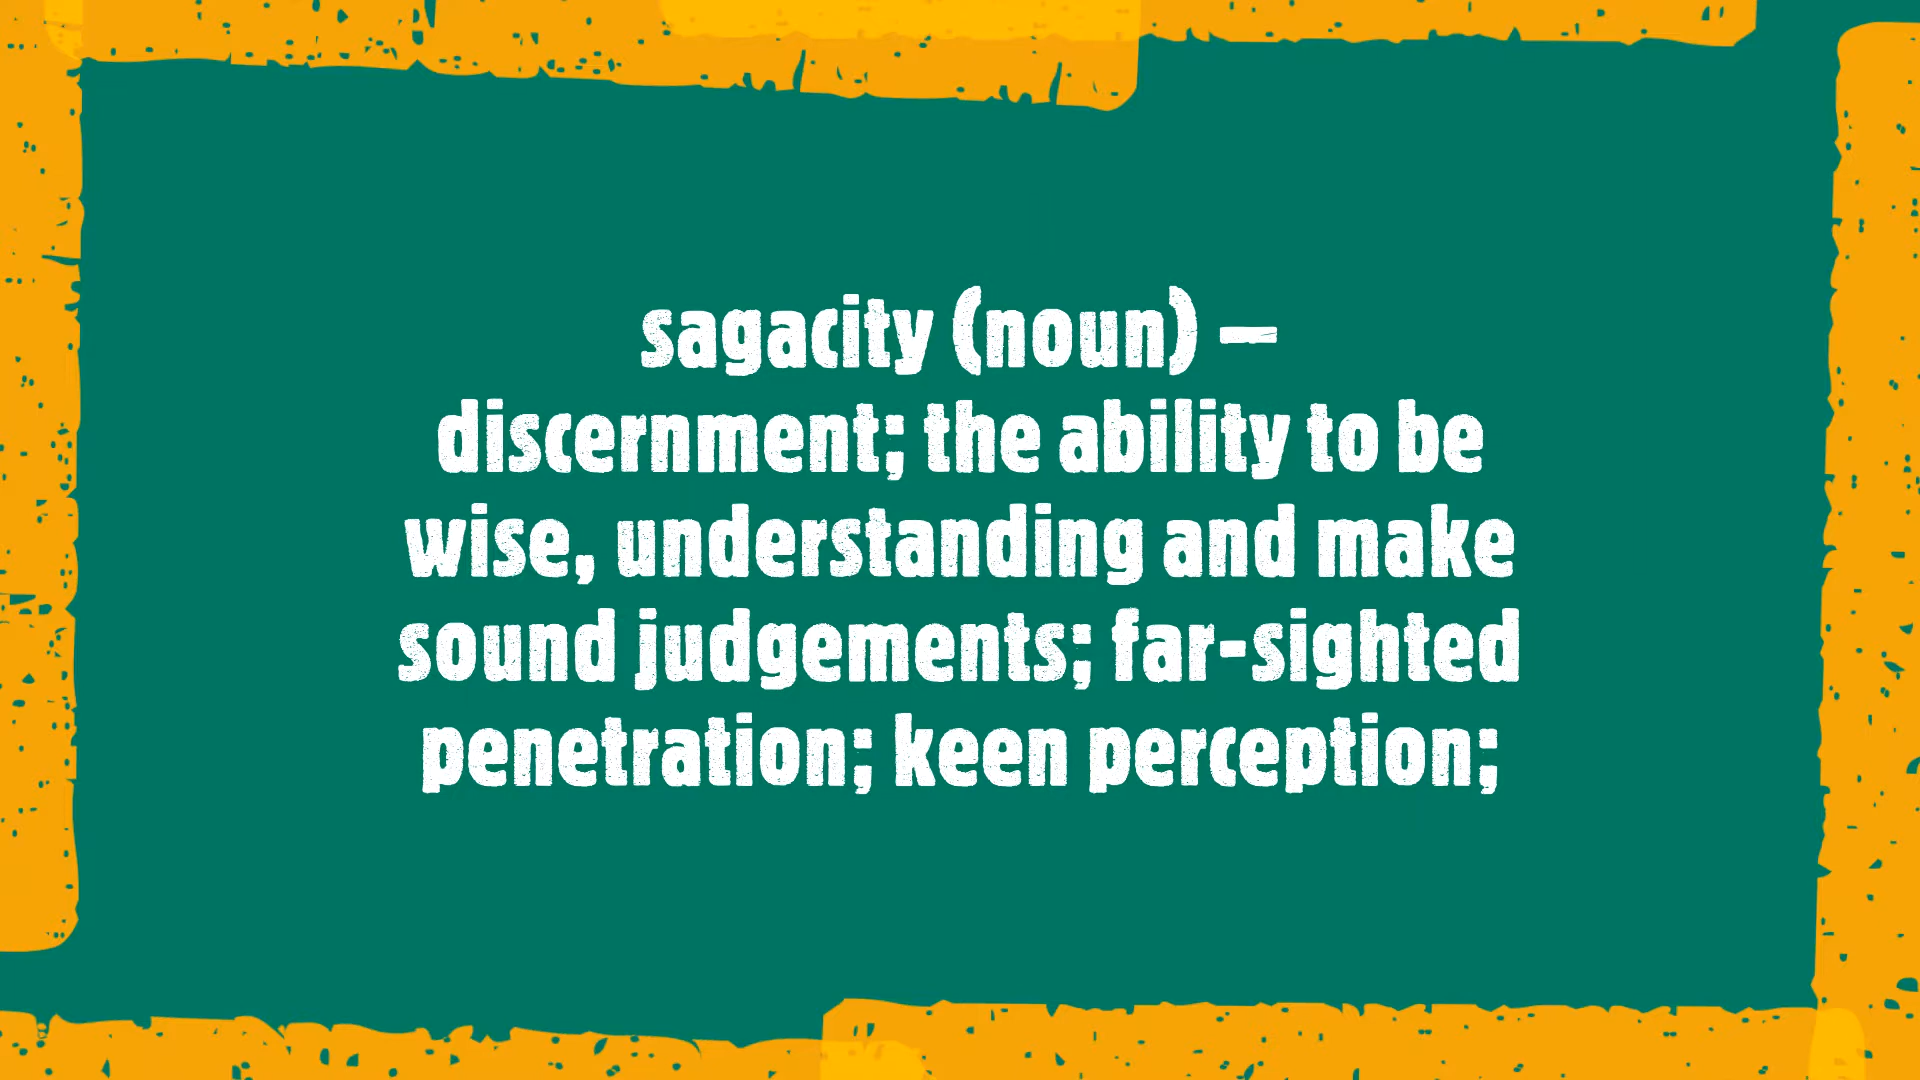 sagacity (noun) –
discernment; the ability to be
wise, understanding and make
sound judgements; far-sighted
penetration; keen perception;